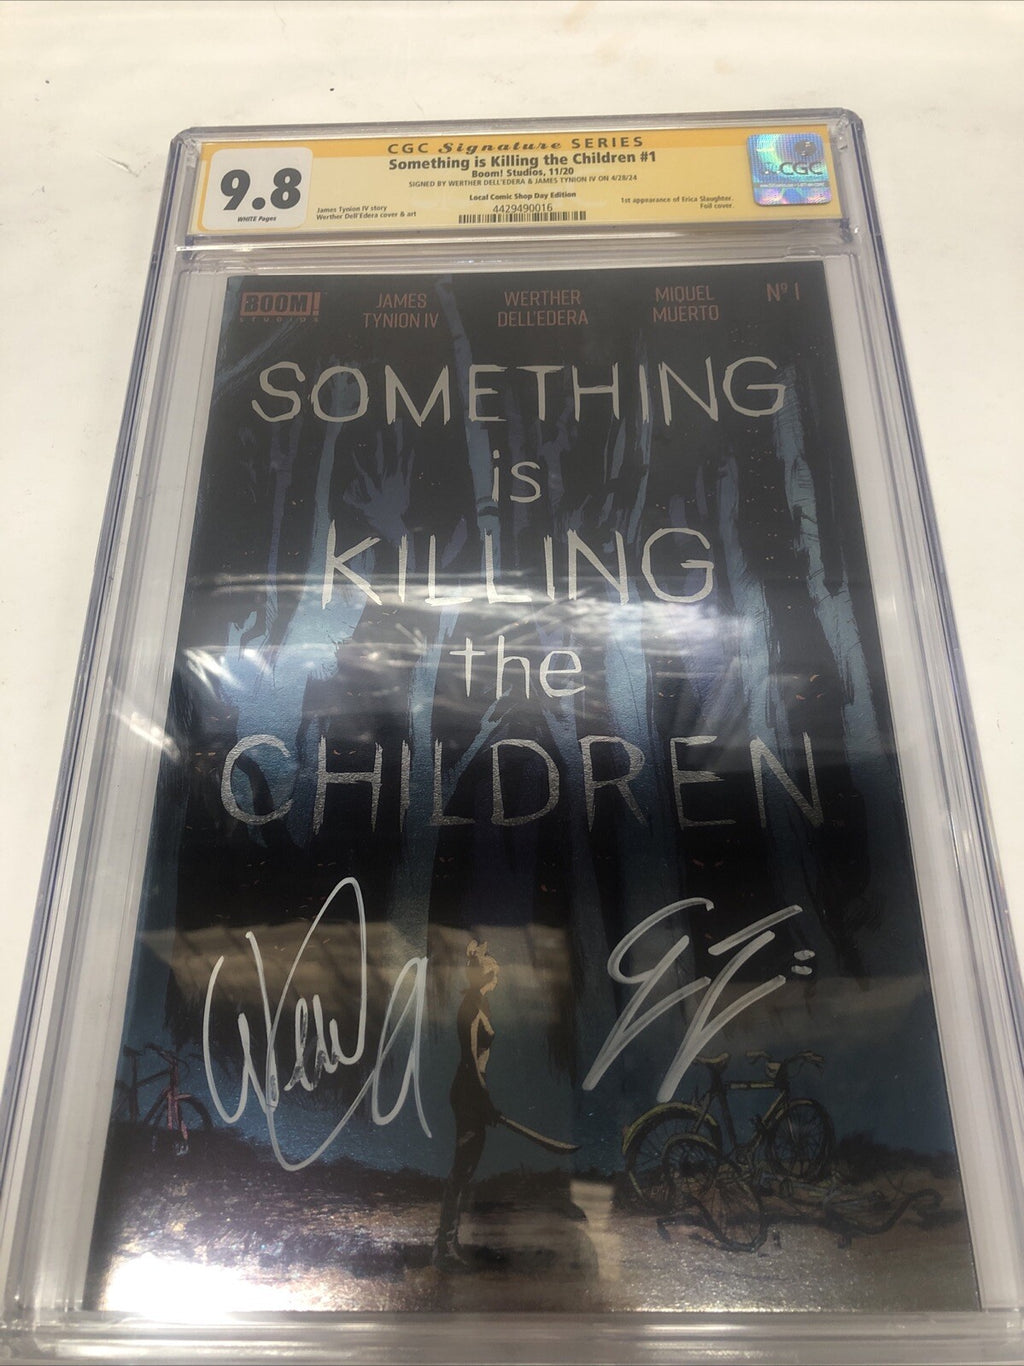 CGC Signature SERIES
Something is Killing the Children #1
Boom! Studios, 11/20
SIGNED BY WERTHER DELL'EDERA & JAMES TYNION IV ON 4/28/24
9.8
WHITE Pages
Local Comic Shop Day Edition
James Tynion IV story
Werther Dell'Edera cover & art
4429490016
1st appearance of Erica Slaughter.
Foil cover.
CGC
BOOM!
STUDIOS
JAMES
TYNION IV
WERTHER
DELL'EDERA
MIQUEL
MUERTO
Nº 1
SOMETHING
is
KILLING
the
CHILDREN
TM